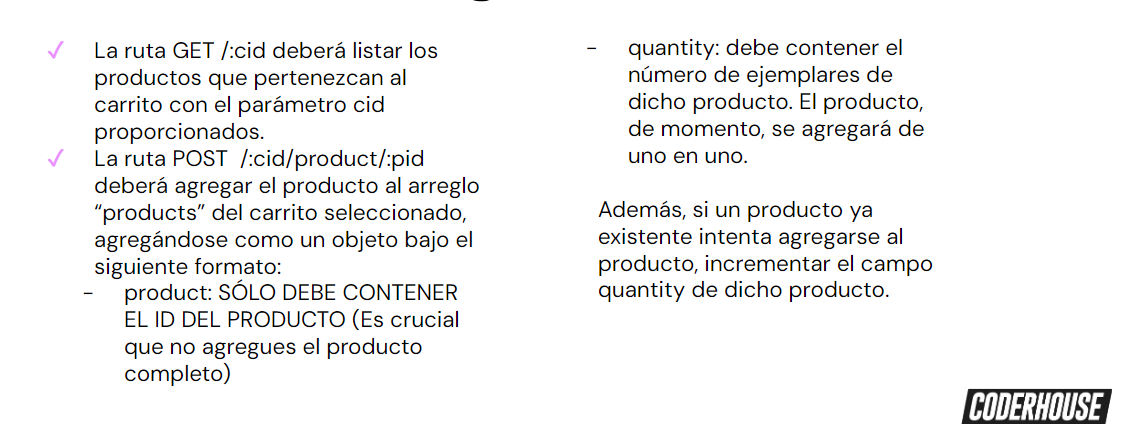 ✓ La ruta GET /:cid deberá listar los
productos que pertenezcan al
carrito con el parámetro cid
proporcionados.
✓ La ruta POST  /:cid/product/:pid
deberá agregar el producto al arreglo
“products” del carrito seleccionado,
agregándose como un objeto bajo el
siguiente formato:
- product: SÓLO DEBE CONTENER
EL ID DEL PRODUCTO (Es crucial
que no agregues el producto
completo)
- quantity: debe contener el
número de ejemplares de
dicho producto. El producto,
de momento, se agregará de
uno en uno.
Además, si un producto ya
existente intenta agregarse al
producto, incrementar el campo
quantity de dicho producto.
CODERHOUSE